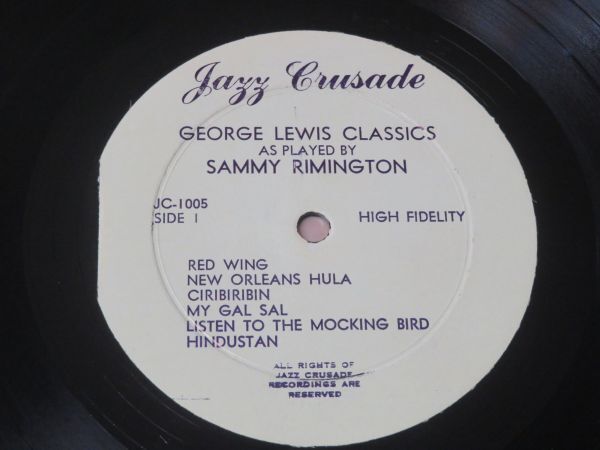 Jazz Crusade
GEORGE LEWIS CLASSICS
AS PLAYED BY
SAMMY RIMINGTON
JC-1005
SIDE 1
HIGH FIDELITY
RED WING
NEW ORLEANS HULA
CIRIBIRIBIN
MY GAL SAL
LISTEN TO THE MOCKING BIRD
HINDUSTAN
ALL RIGHTS OF
JAZZ CRUSADE
RECORDINGS ARE
RESERVED